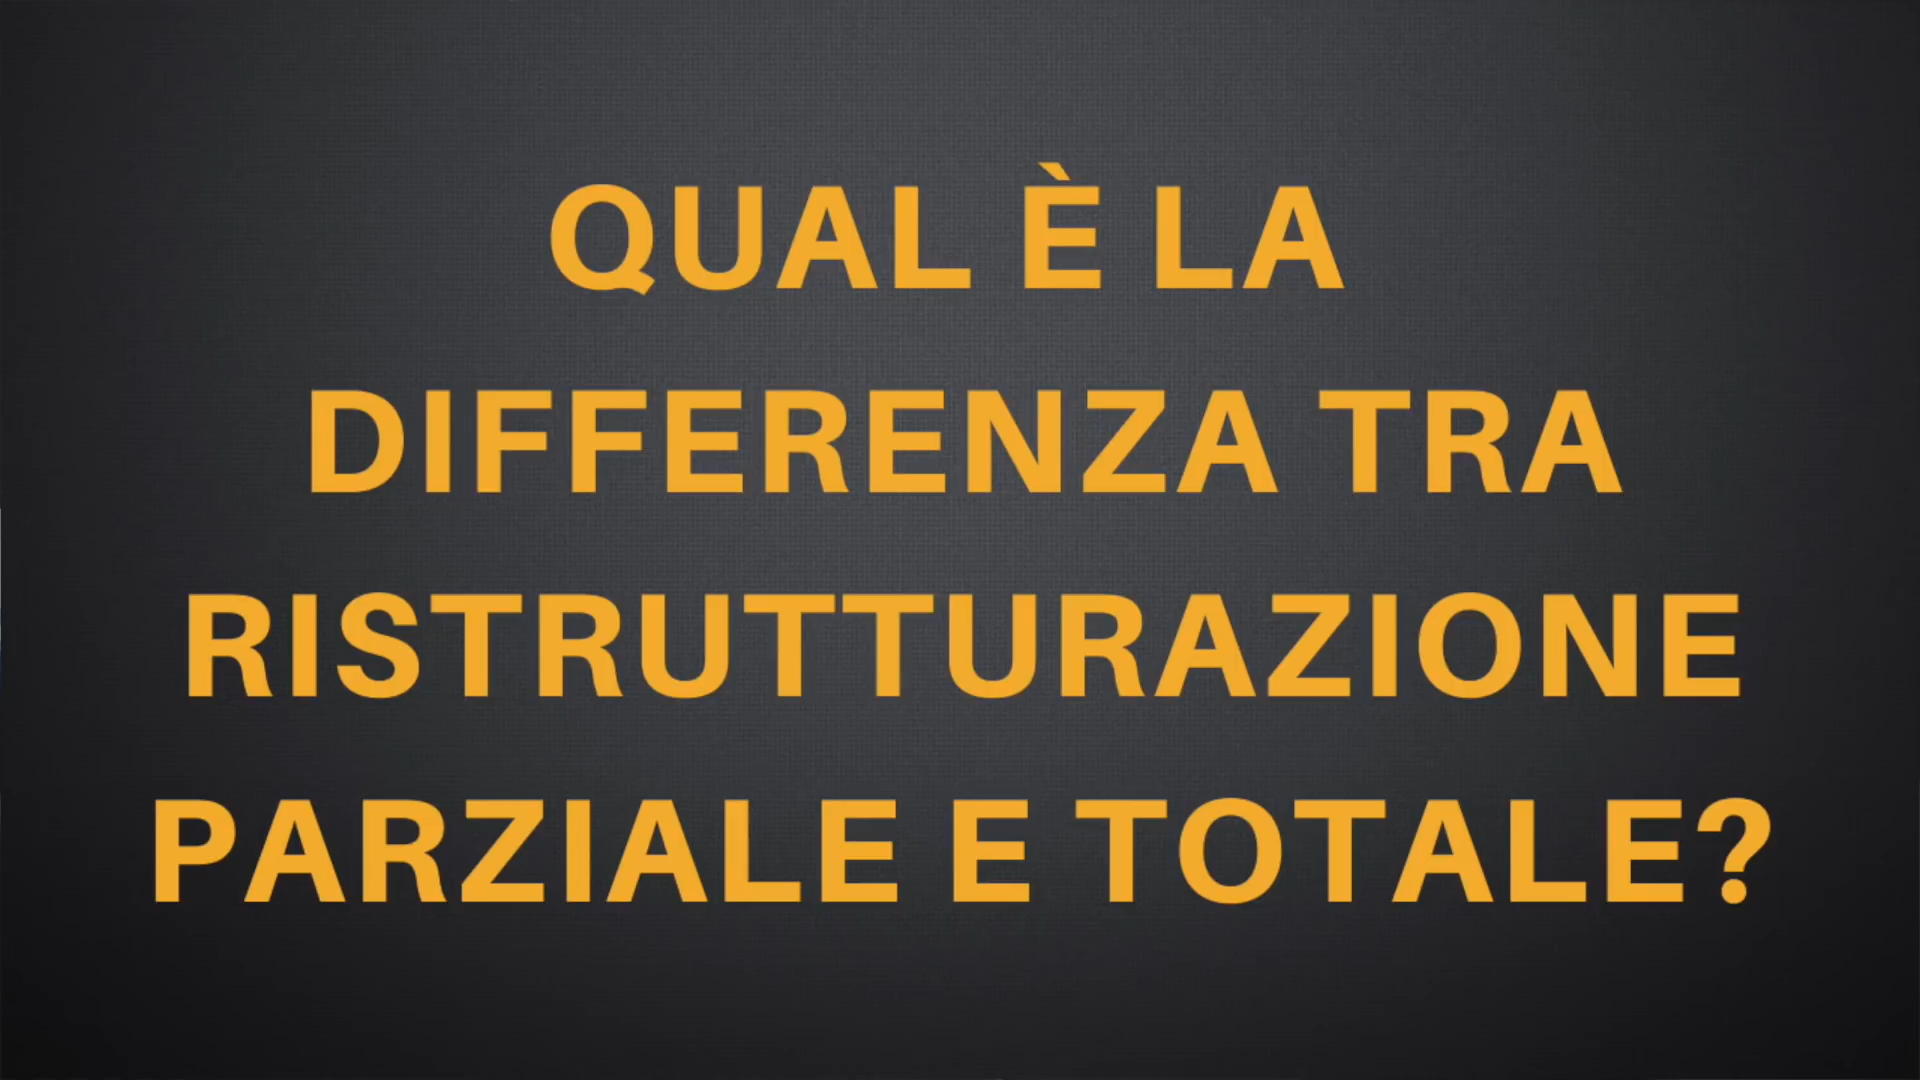 QUAL È LA
DIFFERENZA TRA
RISTRUTTURAZIONE
PARZIALE E TOTALE?